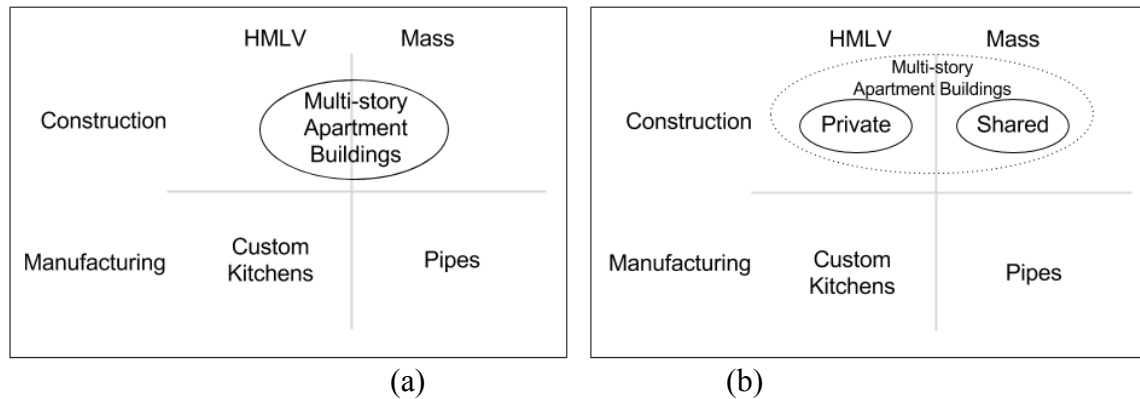 HMLV Mass
Construction
Multi-story
Apartment
Buildings
Manufacturing
Custom
Kitchens
Pipes
(a)
HMLV Mass
Multi-story
Apartment Buildings
Construction
Private
Shared
Manufacturing
Custom
Kitchens
Pipes
(b)